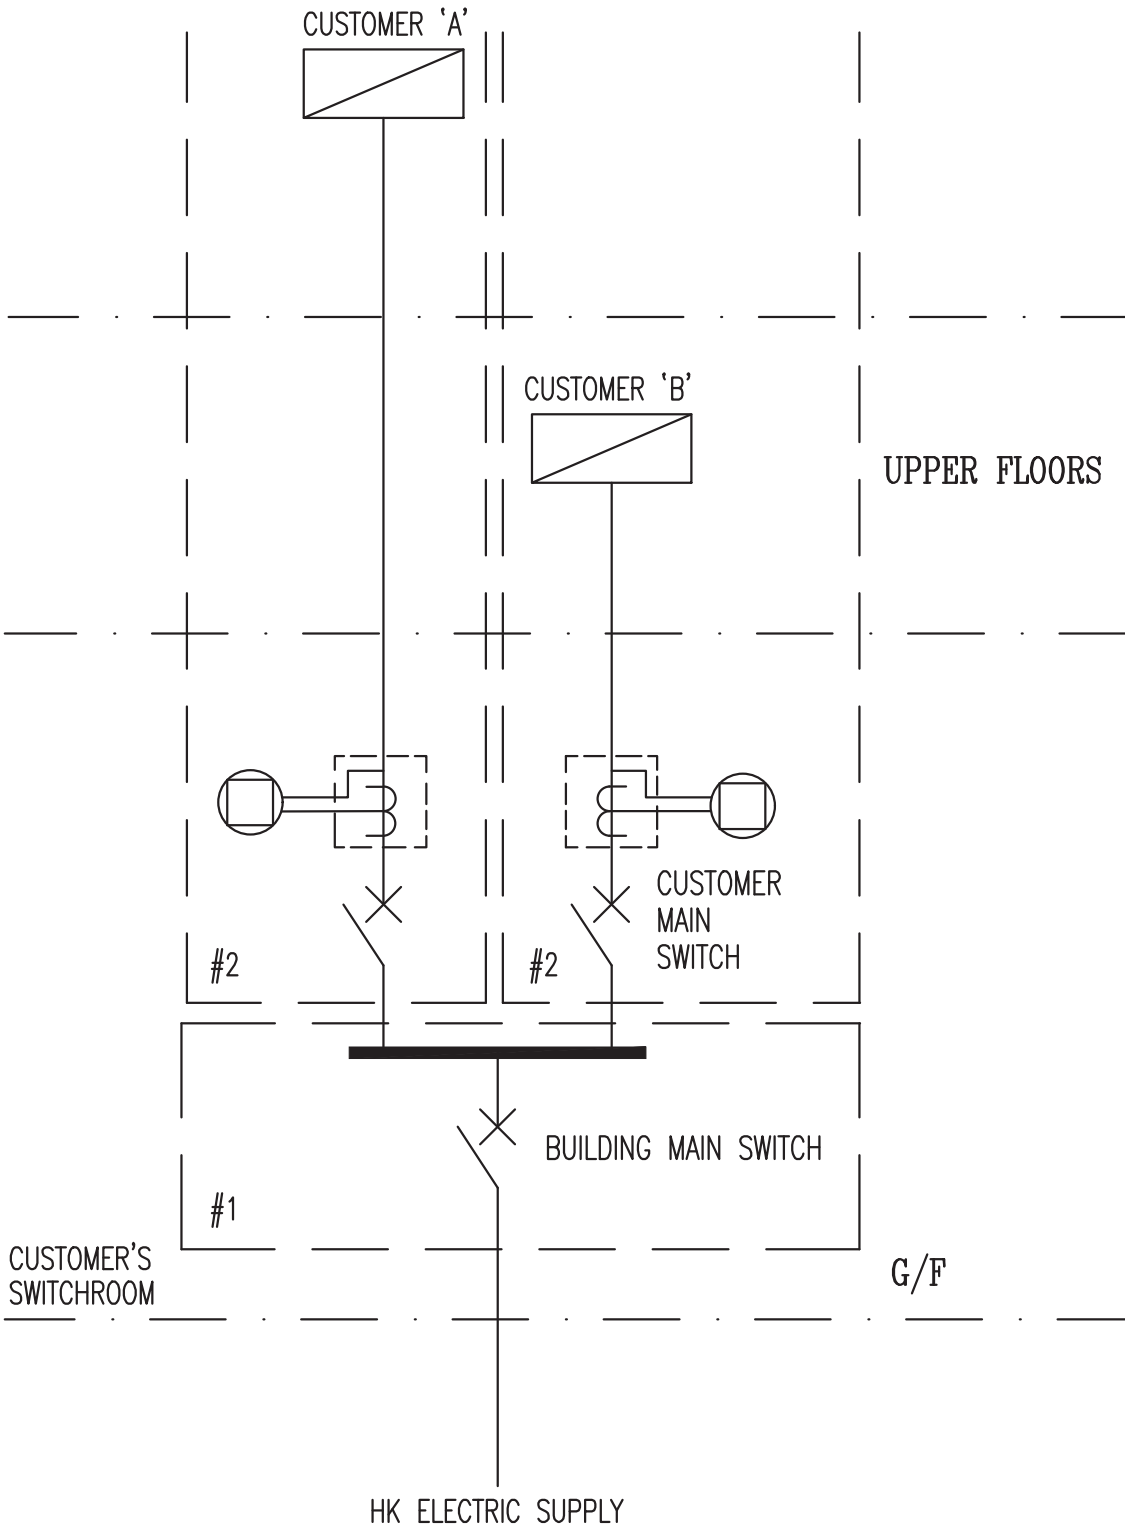 CUSTOMER 'A'
CUSTOMER 'B'
UPPER FLOORS
CUSTOMER
MAIN
SWITCH
#2
#2
BUILDING MAIN SWITCH
#1
CUSTOMER'S
SWITCHROOM
G/F
HK ELECTRIC SUPPLY